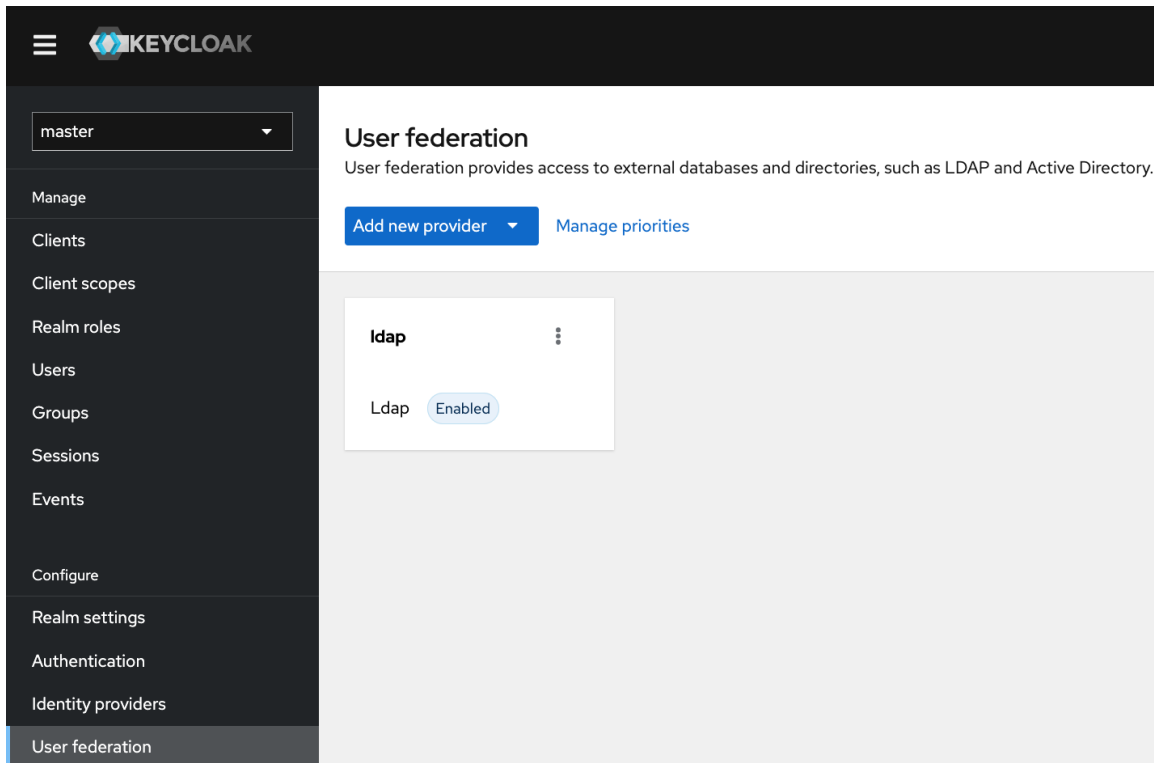 KEYCLOAK
master
Manage
Clients
Client scopes
Realm roles
Users
Groups
Sessions
Events
Configure
Realm settings
Authentication
Identity providers
User federation
User federation
User federation provides access to external databases and directories, such as LDAP and Active Directory.
Add new provider
Manage priorities
ldap
Ldap Enabled